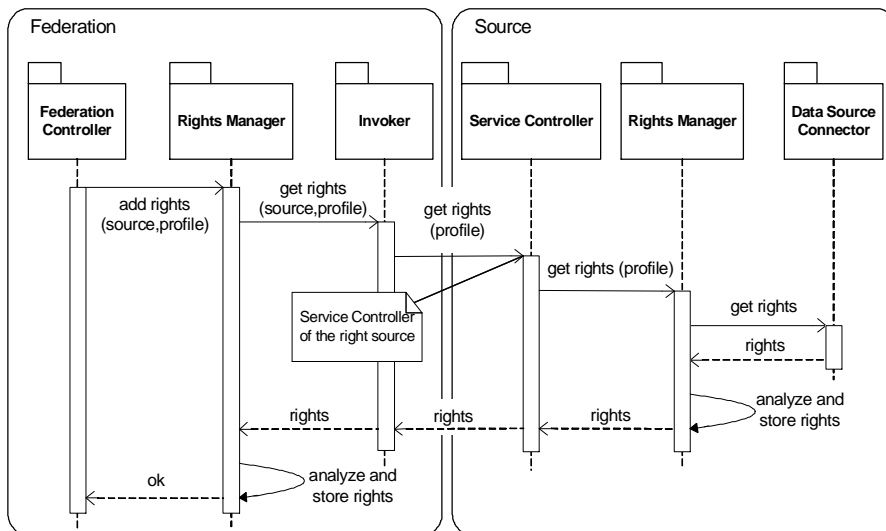 Federation
Source
Federation
Controller
Rights Manager
Invoker
Service Controller
Rights Manager
Data Source
Connector
add rights
(source,profile)
get rights
(source,profile)
get rights
(profile)
get rights (profile)
Service Controller
of the right source
get rights
rights
analyze and
store rights
rights
rights
rights
analyze and
store rights
ok